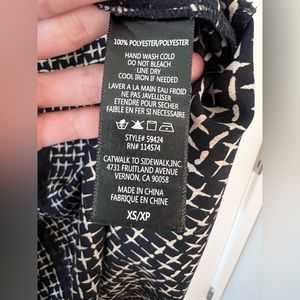 100% POLYESTER/POLYESTER
HAND WASH COLD
DO NOT BLEACH
LINE DRY
COOL IRON IF NEEDED
LAVER A LA MAIN EAU FROID
NE PAS JAVELLISER
ETENDRE POUR SECHER
FAIBLE EN FER SI NECESSAIRE
STYLE# S9424
RN# 114574
CATWALK TO SIDEWALK,INC.
4731 FRUITLAND AVENUE
VERNON, CA 90058
MADE IN CHINA
FABRIQUE EN CHINE
XS/XP